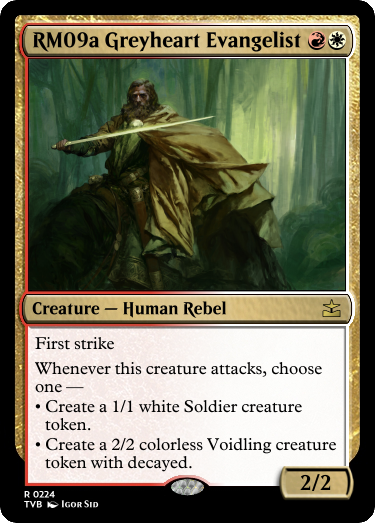 RM09a Greyheart Evangelist
Creature — Human Rebel
First strike
Whenever this creature attacks, choose
one —
• Create a 1/1 white Soldier creature
token.
• Create a 2/2 colorless Voidling creature
token with decayed.
2/2
R 0224
TVB Igor Sid